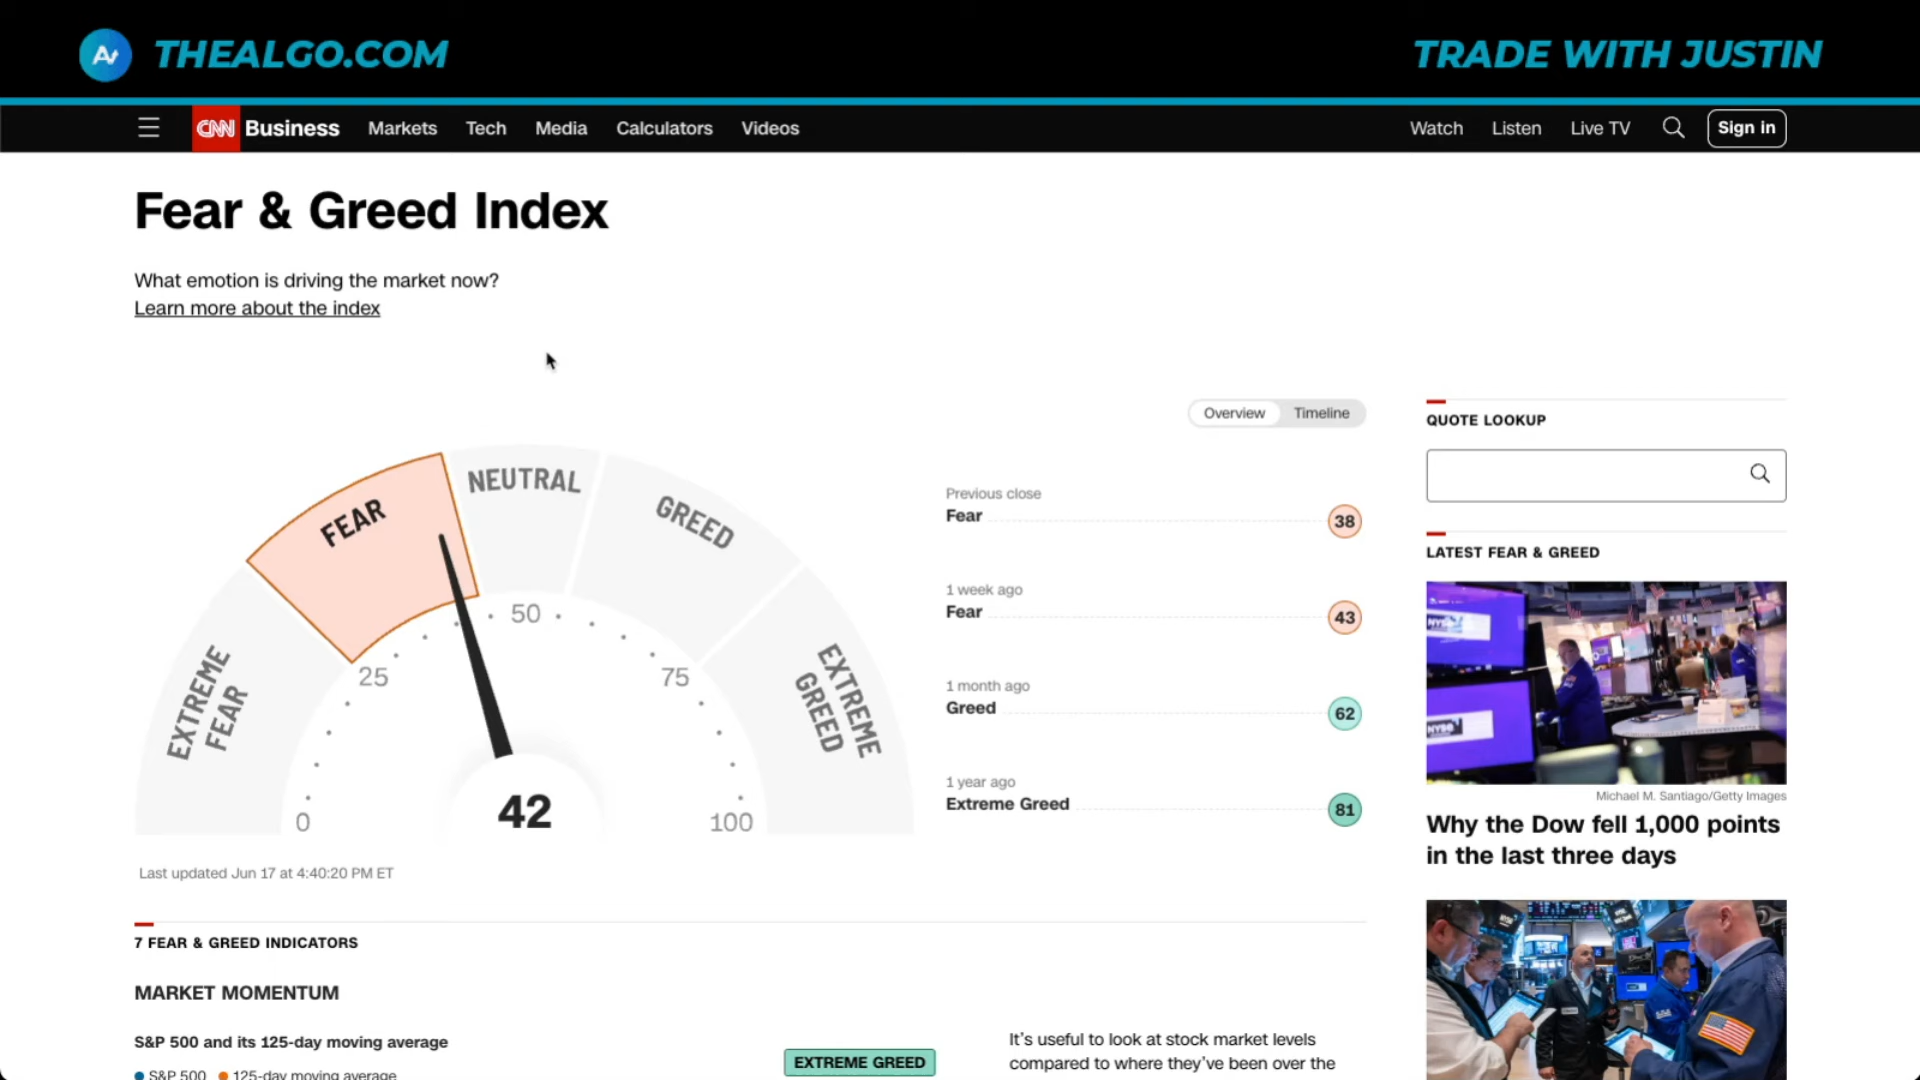 THEALGO.COM
TRADE WITH JUSTIN
CNN Business Markets Tech Media Calculators Videos
Watch Listen Live TV Sign in
Fear & Greed Index
What emotion is driving the market now?
Learn more about the index
Overview Timeline
EXTREME FEAR
FEAR
NEUTRAL
GREED
EXTREME GREED
0
25
50
75
100
42
Last updated Jun 17 at 4:40:20 PM ET
Previous close
Fear 38
1 week ago
Fear 43
1 month ago
Greed 62
1 year ago
Extreme Greed 81
QUOTE LOOKUP
LATEST FEAR & GREED
NYSE
NYSE
Michael M. Santiago/Getty Images
Why the Dow fell 1,000 points
in the last three days
7 FEAR & GREED INDICATORS
MARKET MOMENTUM
S&P 500 and its 125-day moving average
S&P 500 125-day moving average
EXTREME GREED
It's useful to look at stock market levels
compared to where they've been over the